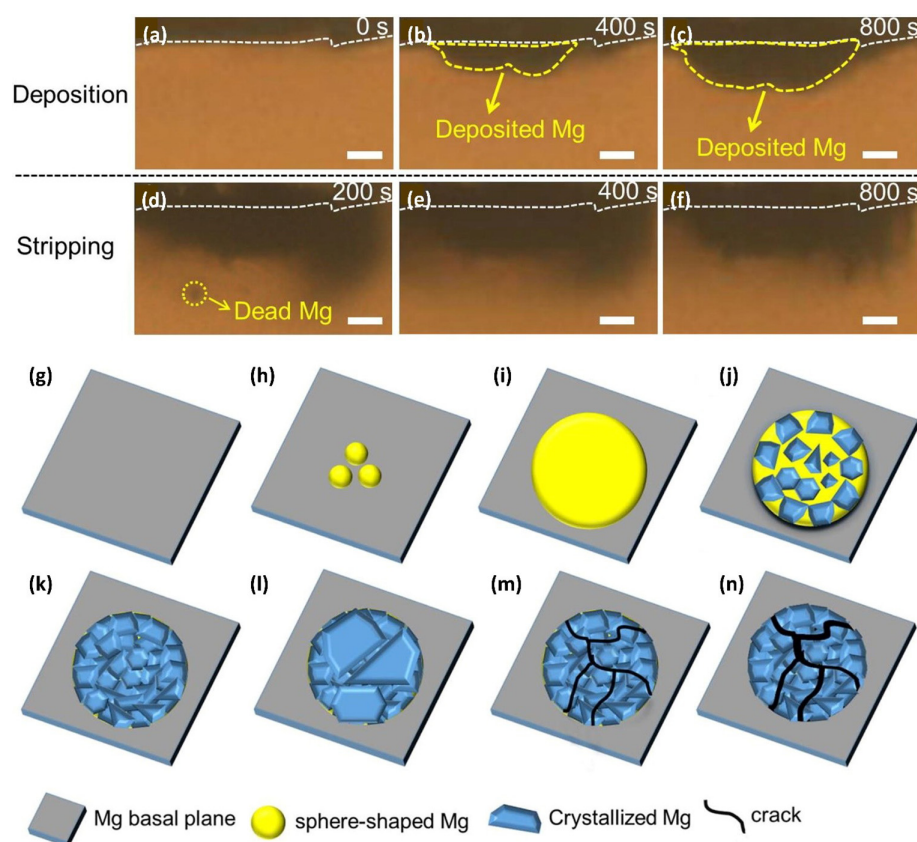 (a) 0 s (b) 400 s (c) 800 s
Deposition
Deposited Mg
Deposited Mg
(d) 200 s (e) 400 s (f) 800 s
Stripping
Dead Mg
(g) (h) (i) (j)
(k) (l) (m) (n)
Mg basal plane sphere-shaped Mg Crystallized Mg crack